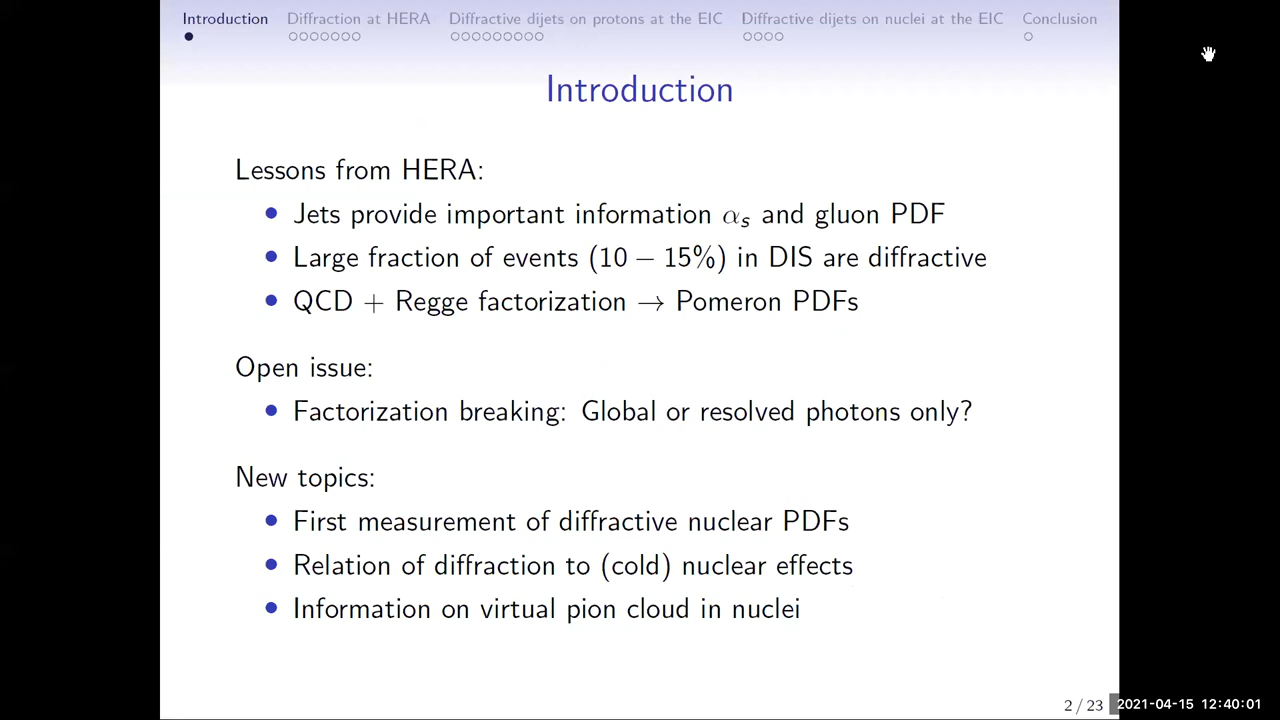 Introduction Diffraction at HERA Diffractive dijets on protons at the EIC Diffractive dijets on nuclei at the EIC Conclusion
Introduction
Lessons from HERA:
• Jets provide important information αs and gluon PDF
• Large fraction of events (10 – 15%) in DIS are diffractive
• QCD + Regge factorization → Pomeron PDFs
Open issue:
• Factorization breaking: Global or resolved photons only?
New topics:
• First measurement of diffractive nuclear PDFs
• Relation of diffraction to (cold) nuclear effects
• Information on virtual pion cloud in nuclei
2 / 23 2021-04-15 12:40:01